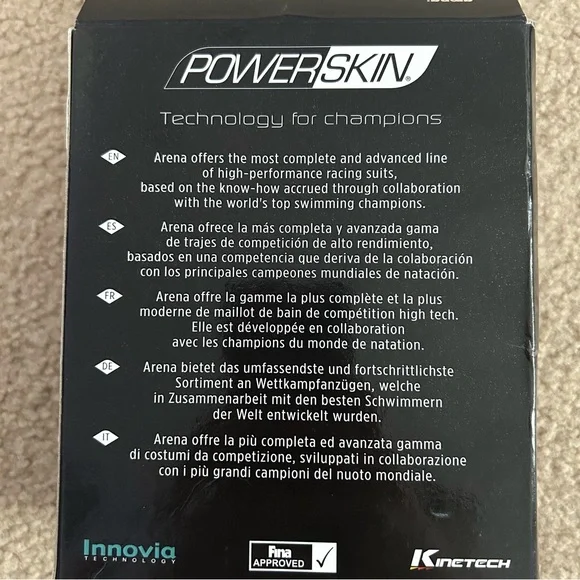 POWERSKIN®
Technology for champions
EN
Arena offers the most complete and advanced line
of high-performance racing suits,
based on the know-how accrued through collaboration
with the world's top swimming champions.
ES
Arena ofrece la más completa y avanzada gama
de trajes de competición de alto rendimiento,
basados en una competencia que deriva de la colaboración
con los principales campeones mundiales de natación.
FR
Arena offre la gamme la plus complète et la plus
moderne de maillot de bain de compétition high tech.
Elle est développée en collaboration
avec les champions du monde de natation.
DE
Arena bietet das umfassendste und fortschrittlichste
Sortiment an Wettkampfanzügen, welche
in Zusammenarbeit mit den besten Schwimmern
der Welt entwickelt wurden.
IT
Arena offre la più completa ed avanzata gamma
di costumi da competizione, sviluppati in collaborazione
con i più grandi campioni del nuoto mondiale.
Innovia
TECHNOLOGY
Fina
APPROVED
KINETECH